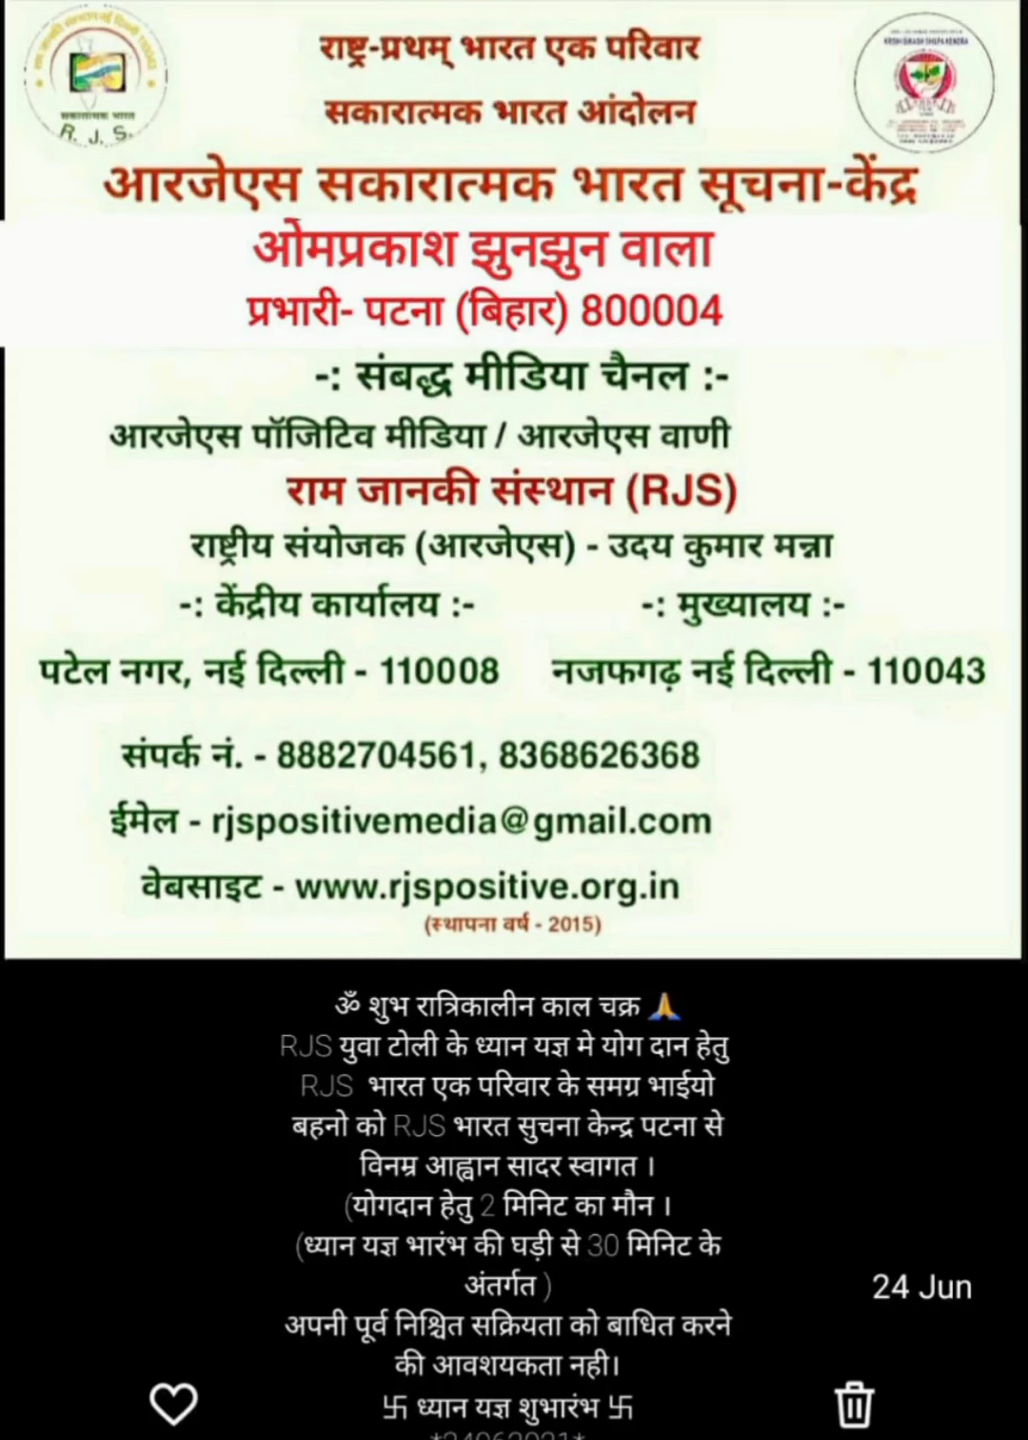 सकारात्मक भारत
R. J. S.
राष्ट्र-प्रथम् भारत एक परिवार
सकारात्मक भारत आंदोलन
आरजेएस सकारात्मक भारत सूचना-केंद्र
ओमप्रकाश झुनझुन वाला
प्रभारी- पटना (बिहार) 800004
-: संबद्ध मीडिया चैनल :-
आरजेएस पॉजिटिव मीडिया / आरजेएस वाणी
राम जानकी संस्थान (RJS)
राष्ट्रीय संयोजक (आरजेएस) - उदय कुमार मन्ना
-: केंद्रीय कार्यालय :- -: मुख्यालय :-
पटेल नगर, नई दिल्ली - 110008 नजफगढ़ नई दिल्ली - 110043
संपर्क नं. - 8882704561, 8368626368
ईमेल - rjspositivemedia@gmail.com
वेबसाइट - www.rjspositive.org.in
(स्थापना वर्ष - 2015)
ॐ शुभ रात्रिकालीन काल चक्र 🙏
RJS युवा टोली के ध्यान यज्ञ मे योग दान हेतु
RJS भारत एक परिवार के समग्र भाईयो
बहनो को RJS भारत सुचना केन्द्र पटना से
विनम्र आह्वान सादर स्वागत ।
(योगदान हेतु 2 मिनिट का मौन ।
(ध्यान यज्ञ भारंभ की घड़ी से 30 मिनिट के
अंतर्गत )
24 Jun
अपनी पूर्व निश्चित सक्रियता को बाधित करने
की आवशयकता नही।
卐 ध्यान यज्ञ शुभारंभ 卐